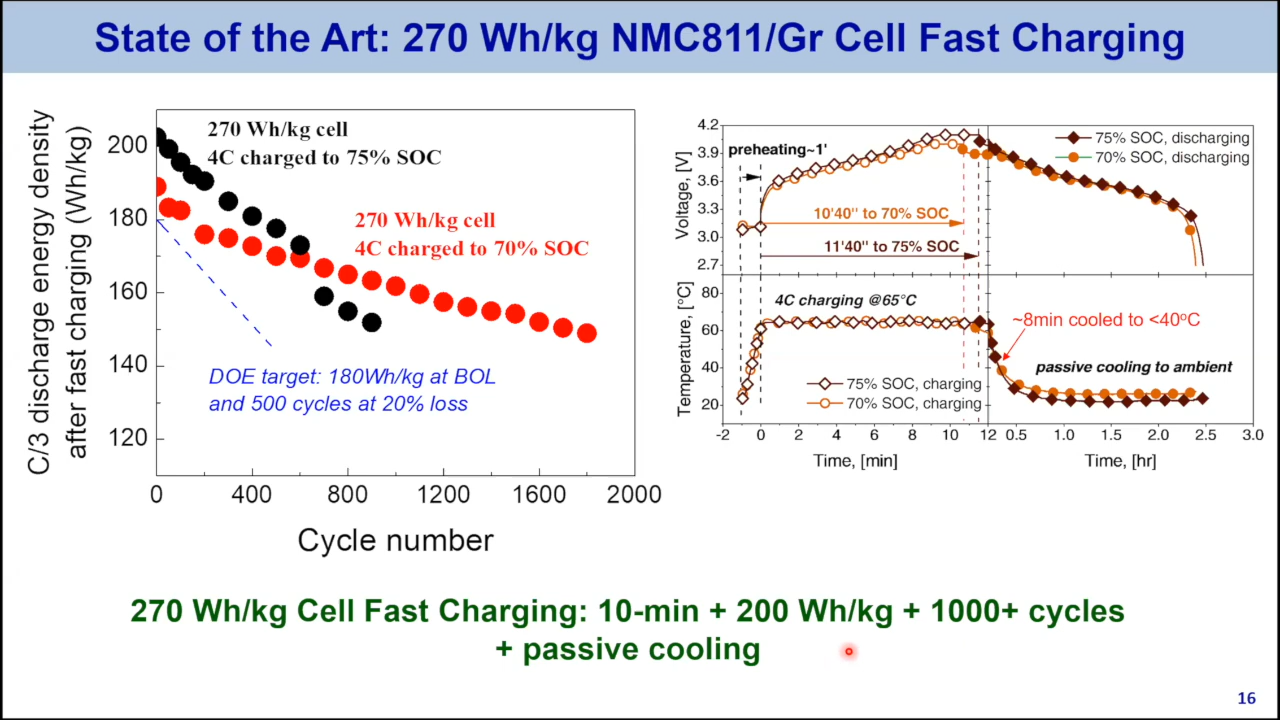 State of the Art: 270 Wh/kg NMC811/Gr Cell Fast Charging
C/3 discharge energy density
after fast charging (Wh/kg)
200
180
160
140
120
270 Wh/kg cell
4C charged to 75% SOC
270 Wh/kg cell
4C charged to 70% SOC
DOE target: 180Wh/kg at BOL
and 500 cycles at 20% loss
0 400 800 1200 1600 2000
Cycle number
Voltage, [V]
4.2
3.9
3.6
3.3
3.0
2.7
preheating~1'
75% SOC, discharging
70% SOC, discharging
10'40" to 70% SOC
11'40" to 75% SOC
Temperature, [°C]
80
60
40
20
4C charging @65°C
~8min cooled to <40°C
passive cooling to ambient
75% SOC, charging
70% SOC, charging
-2 0 2 4 6 8 10 12 0.5 1.0 1.5 2.0 2.5 3.0
Time, [min] Time, [hr]
270 Wh/kg Cell Fast Charging: 10-min + 200 Wh/kg + 1000+ cycles
+ passive cooling
16